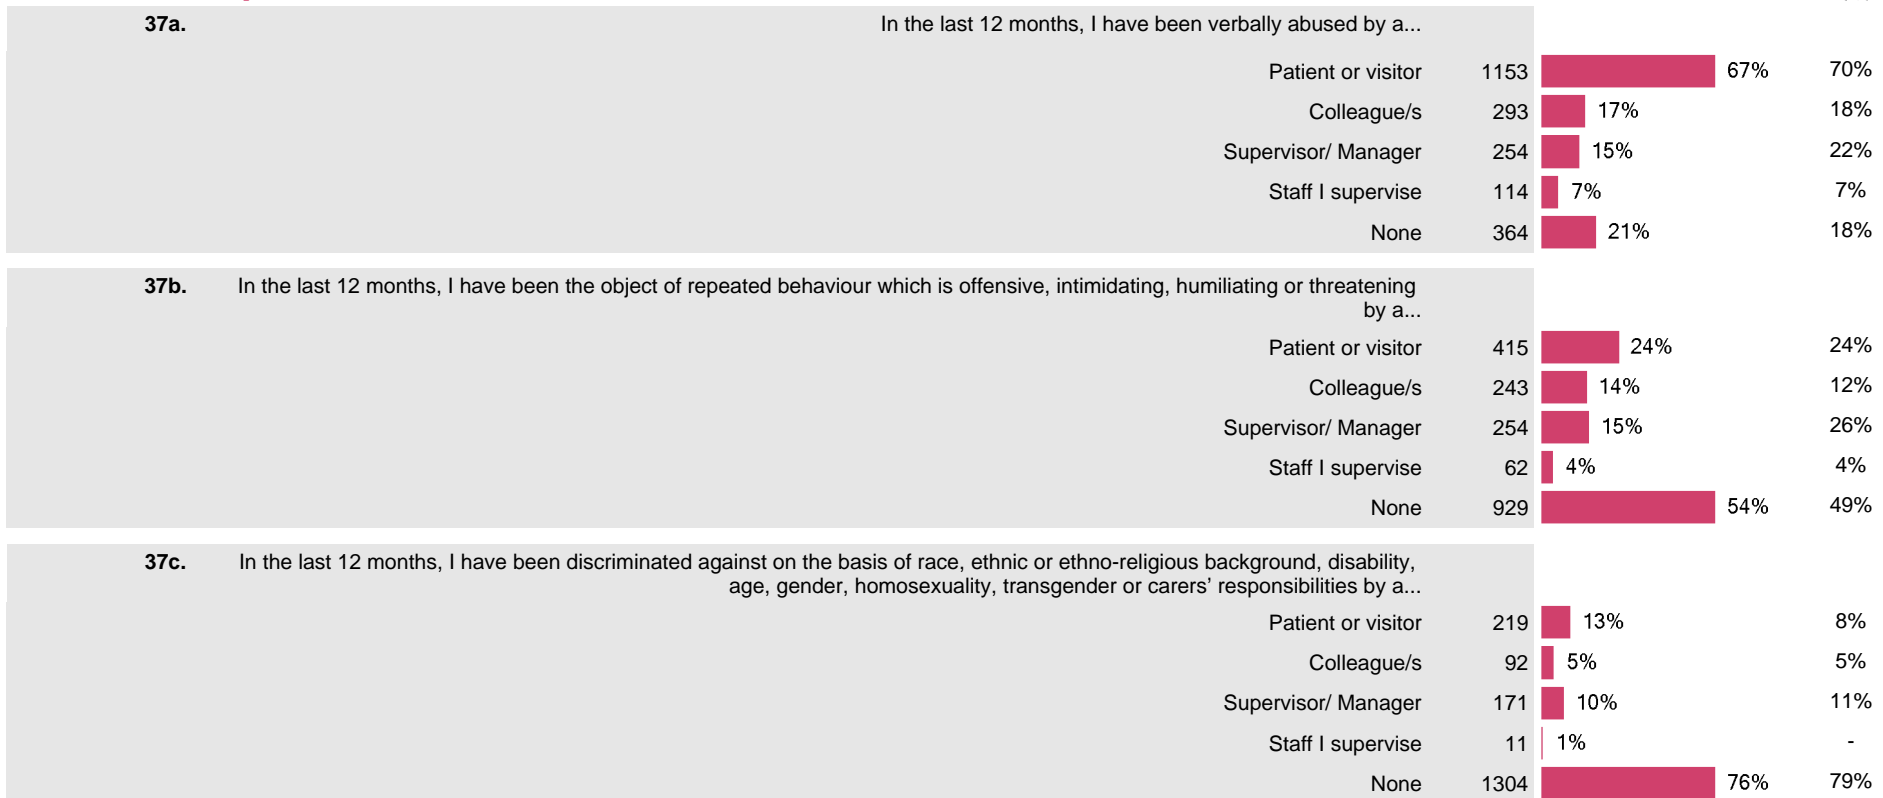 37a. In the last 12 months, I have been verbally abused by a...
Patient or visitor 1153 67% 70%
Colleague/s 293 17% 18%
Supervisor/ Manager 254 15% 22%
Staff I supervise 114 7% 7%
None 364 21% 18%
37b. In the last 12 months, I have been the object of repeated behaviour which is offensive, intimidating, humiliating or threatening
by a...
Patient or visitor 415 24% 24%
Colleague/s 243 14% 12%
Supervisor/ Manager 254 15% 26%
Staff I supervise 62 4% 4%
None 929 54% 49%
37c. In the last 12 months, I have been discriminated against on the basis of race, ethnic or ethno-religious background, disability,
age, gender, homosexuality, transgender or carers’ responsibilities by a...
Patient or visitor 219 13% 8%
Colleague/s 92 5% 5%
Supervisor/ Manager 171 10% 11%
Staff I supervise 11 1% -
None 1304 76% 79%